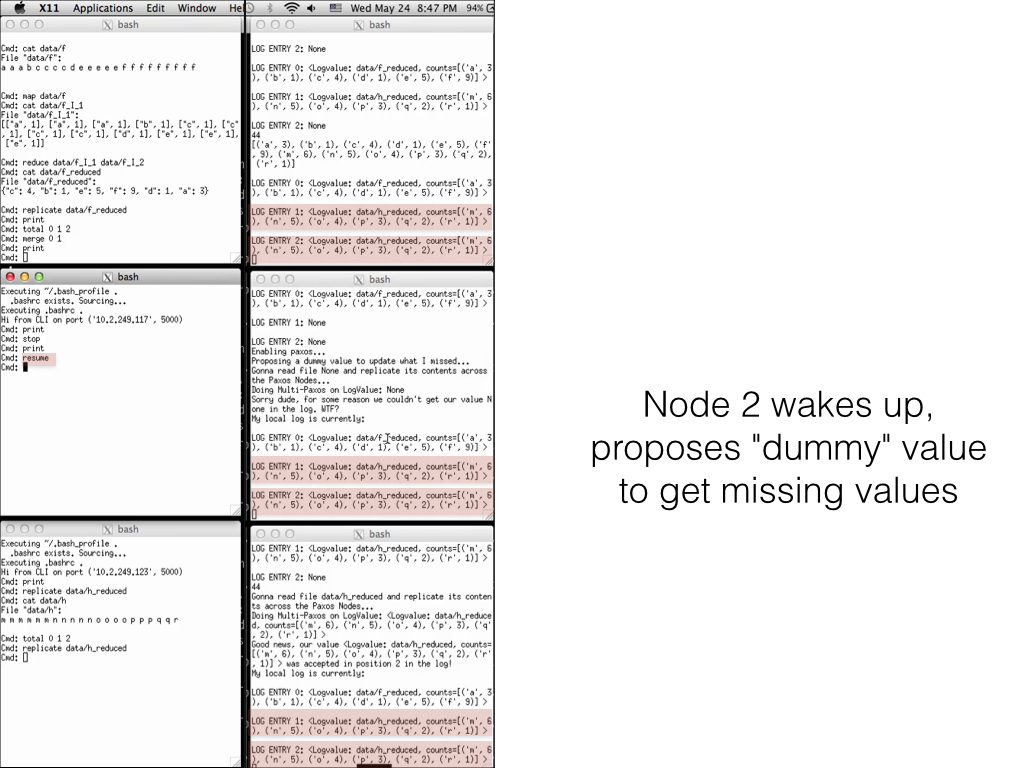 X11 Applications Edit Window He
Wed May 24 8:47 PM 94%
bash
Cmd: cat data/f
File "data/f":
a a a b c c c c d e e e e e f f f f f f f f f
Cmd: map data/f
Cmd: cat data/f_I_1
File "data/f_I_1":
[["a", 1], ["a", 1], ["a", 1], ["b", 1], ["c", 1], ["c"
, 1], ["c", 1], ["c", 1], ["d", 1], ["e", 1], ["e", 1],
["e", 1]]
Cmd: reduce data/f_I_1 data/f_I_2
Cmd: cat data/f_reduced
File "data/f_reduced":
{"c": 4, "b": 1, "e": 5, "f": 9, "d": 1, "a": 3}
Cmd: replicate data/f_reduced
Cmd: print
Cmd: total 0 1 2
Cmd: merge 0 1
Cmd: print
Cmd:
bash
LOG ENTRY 2: None
LOG ENTRY 0: <Logvalue: data/f_reduced, counts=[('a', 3
), ('b', 1), ('c', 4), ('d', 1), ('e', 5), ('f', 9)] >
LOG ENTRY 1: <Logvalue: data/h_reduced, counts=[('m', 6
), ('n', 5), ('o', 4), ('p', 3), ('q', 2), ('r', 1)] >
LOG ENTRY 2: None
44
[('a', 3), ('b', 1), ('c', 4), ('d', 1), ('e', 5), ('f'
, 9), ('m', 6), ('n', 5), ('o', 4), ('p', 3), ('q', 2),
('r', 1)]
LOG ENTRY 0: <Logvalue: data/f_reduced, counts=[('a', 3
), ('b', 1), ('c', 4), ('d', 1), ('e', 5), ('f', 9)] >
LOG ENTRY 1: <Logvalue: data/h_reduced, counts=[('m', 6
), ('n', 5), ('o', 4), ('p', 3), ('q', 2), ('r', 1)] >
LOG ENTRY 2: <Logvalue: data/h_reduced, counts=[('m', 6
), ('n', 5), ('o', 4), ('p', 3), ('q', 2), ('r', 1)] >
bash
Executing ~/.bash_profile .
.bashrc exists. Sourcing...
Executing .bashrc .
Hi from CLI on port ('10.2.249.117', 5000)
Cmd: print
Cmd: stop
Cmd: print
Cmd: resume
Cmd:
bash
LOG ENTRY 0: <Logvalue: data/f_reduced, counts=[('a', 3
), ('b', 1), ('c', 4), ('d', 1), ('e', 5), ('f', 9)] >
LOG ENTRY 1: None
LOG ENTRY 2: None
Enabling paxos...
Proposing a dummy value to update what I missed...
Gonna read file None and replicate its contents across
the Paxos Nodes...
Doing Multi-Paxos on LogValue: None
Sorry dude, for some reason we couldn't get our value N
one in the log. WTF?
My local log is currently:
LOG ENTRY 0: <Logvalue: data/f_reduced, counts=[('a', 3
), ('b', 1), ('c', 4), ('d', 1), ('e', 5), ('f', 9)] >
LOG ENTRY 1: <Logvalue: data/h_reduced, counts=[('m', 6
), ('n', 5), ('o', 4), ('p', 3), ('q', 2), ('r', 1)] >
LOG ENTRY 2: <Logvalue: data/h_reduced, counts=[('m', 6
), ('n', 5), ('o', 4), ('p', 3), ('q', 2), ('r', 1)] >
bash
Executing ~/.bash_profile .
.bashrc exists. Sourcing...
Executing .bashrc .
Hi from CLI on port ('10.2.249.123', 5000)
Cmd: print
Cmd: replicate data/h_reduced
Cmd: cat data/h
File "data/h":
m m m m m m n n n n n o o o o p p p q q r
Cmd: total 0 1 2
Cmd: replicate data/h_reduced
Cmd:
bash
LOG ENTRY 1: <Logvalue: data/h_reduced, counts=[('m', 6
), ('n', 5), ('o', 4), ('p', 3), ('q', 2), ('r', 1)] >
LOG ENTRY 2: None
44
Gonna read file data/h_reduced and replicate its conten
ts across the Paxos Nodes...
Doing Multi-Paxos on LogValue: <Logvalue: data/h_reduce
d, counts=[('m', 6), ('n', 5), ('o', 4), ('p', 3), ('q'
, 2), ('r', 1)] >
Good news, our value <Logvalue: data/h_reduced, counts=
[('m', 6), ('n', 5), ('o', 4), ('p', 3), ('q', 2), ('r'
, 1)] > was accepted in position 2 in the log!
My local log is currently:
LOG ENTRY 0: <Logvalue: data/f_reduced, counts=[('a', 3
), ('b', 1), ('c', 4), ('d', 1), ('e', 5), ('f', 9)] >
LOG ENTRY 1: <Logvalue: data/h_reduced, counts=[('m', 6
), ('n', 5), ('o', 4), ('p', 3), ('q', 2), ('r', 1)] >
LOG ENTRY 2: <Logvalue: data/h_reduced, counts=[('m', 6
), ('n', 5), ('o', 4), ('p', 3), ('q', 2), ('r', 1)] >
Node 2 wakes up,
proposes "dummy" value
to get missing values